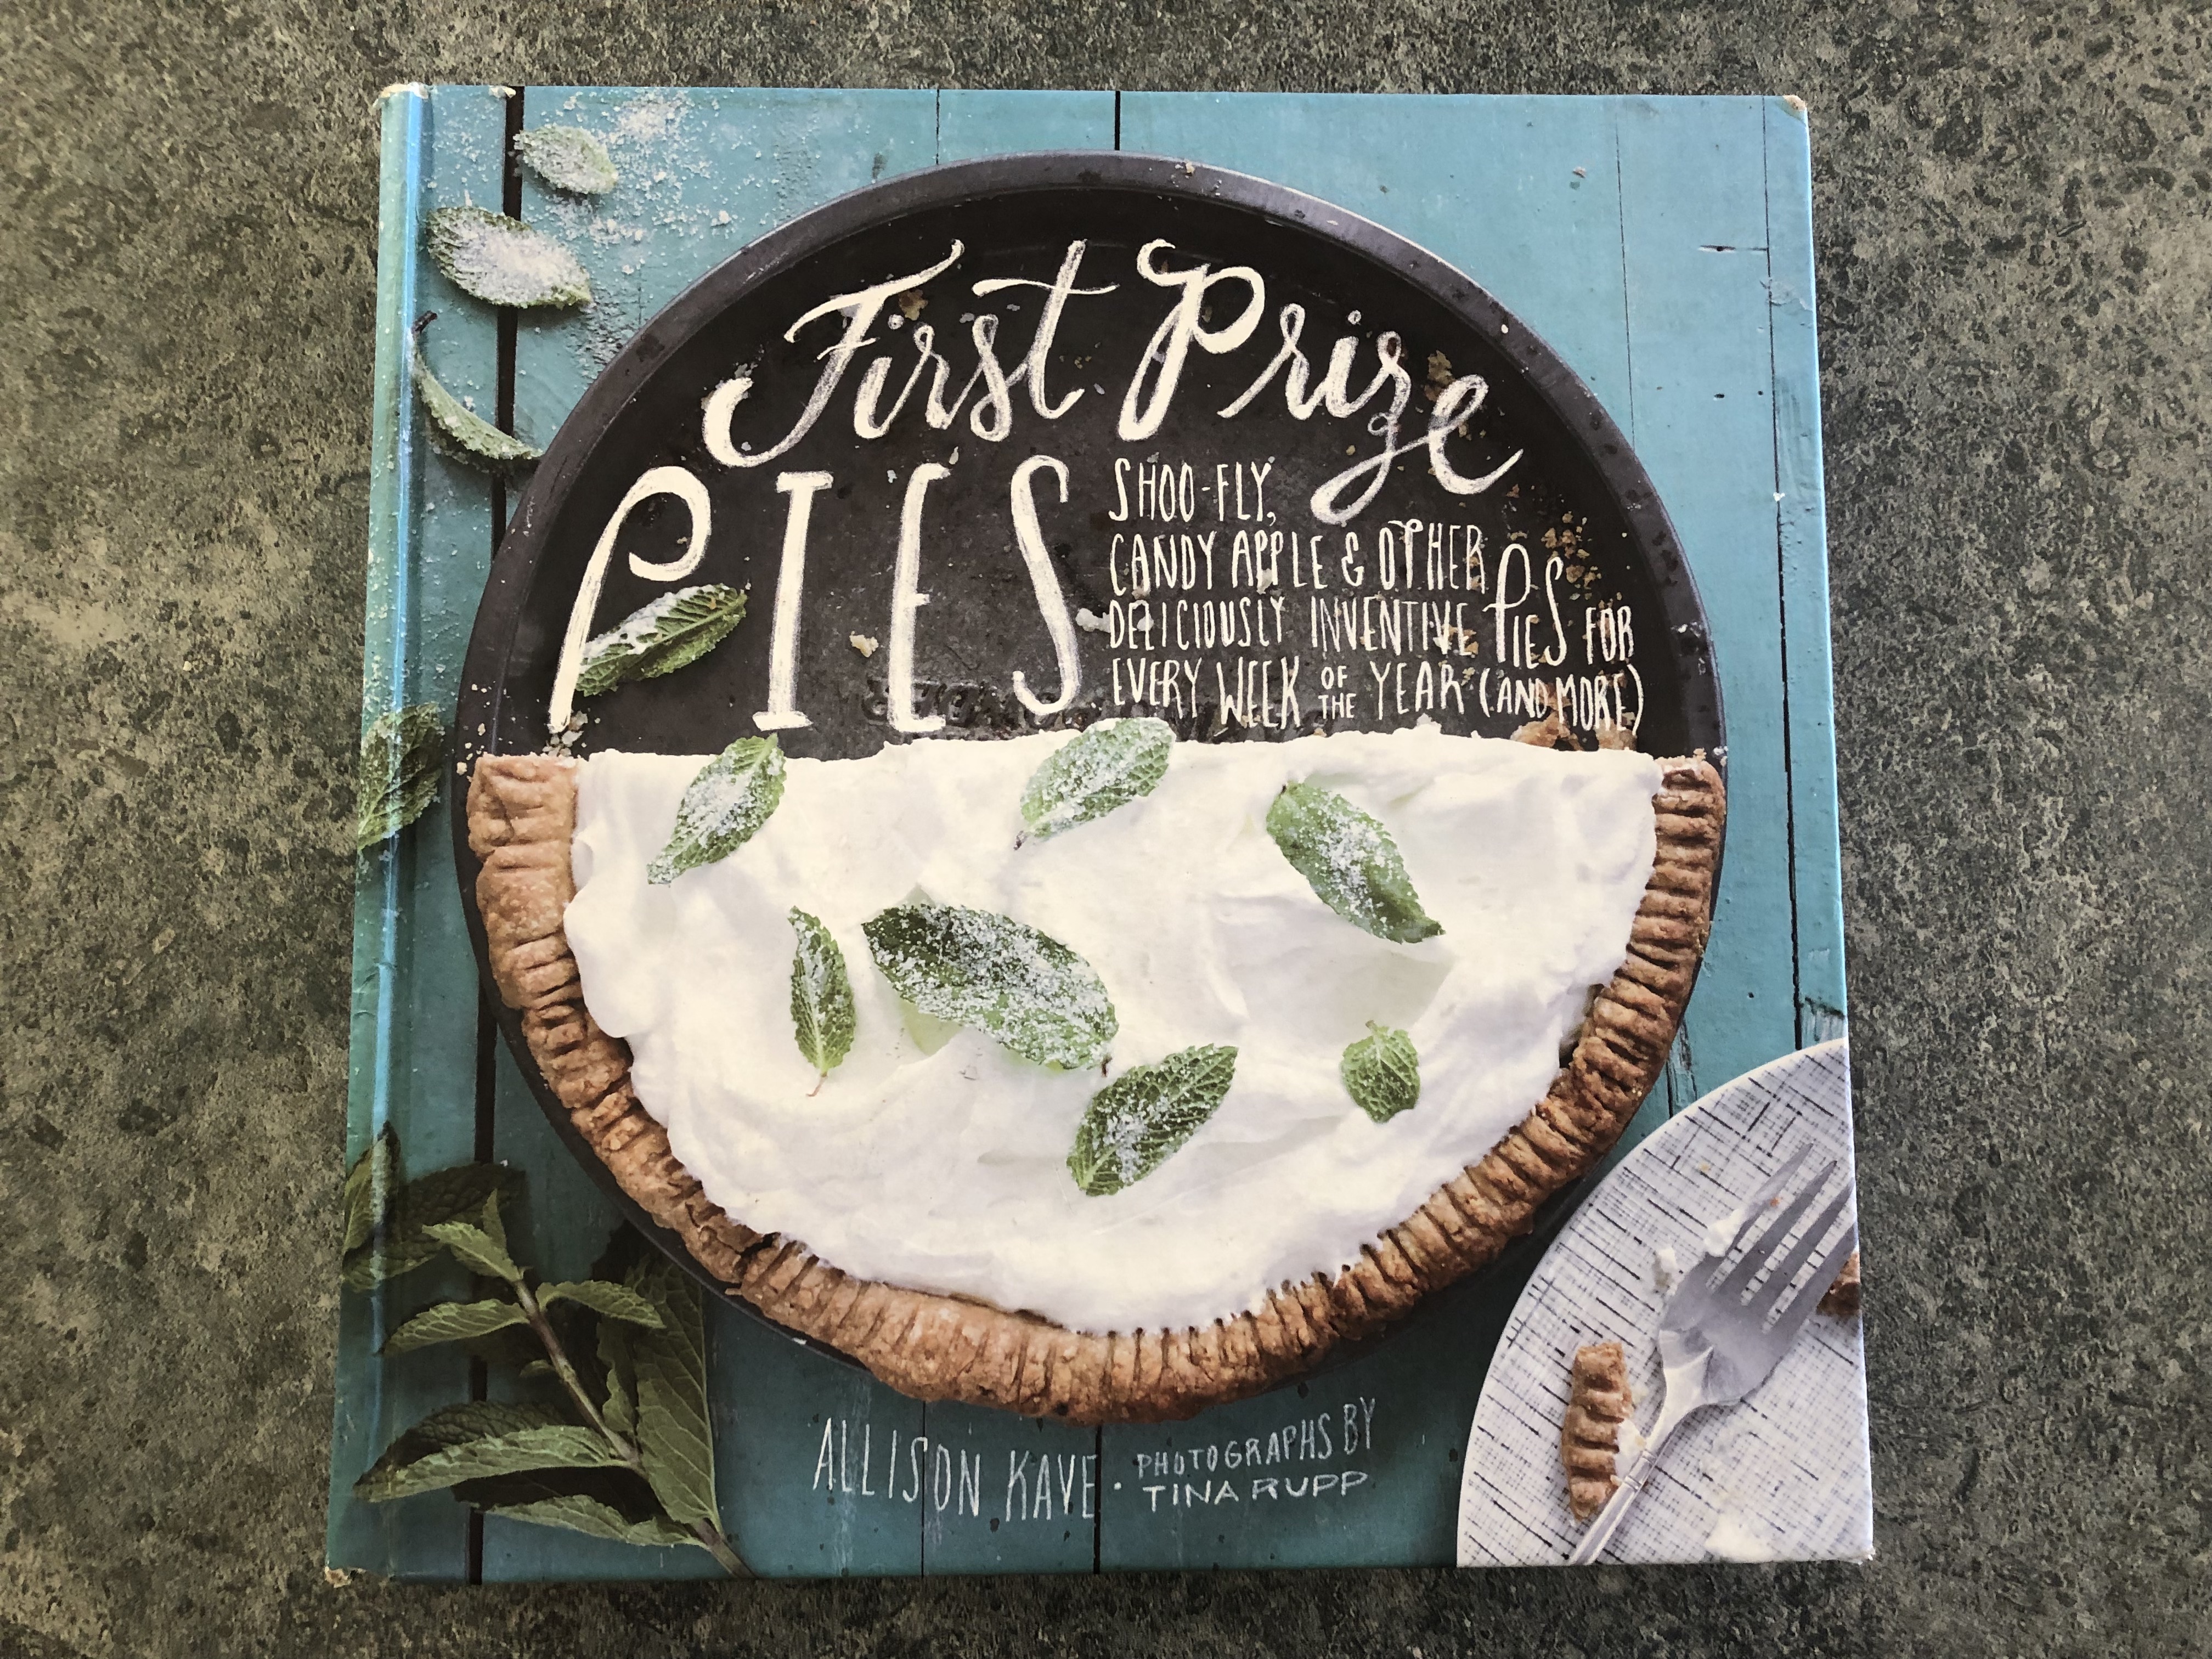 First Prize
PIES
SHOO-FLY,
CANDY APPLE & OTHER
DELICIOUSLY INVENTIVE PIES FOR
EVERY WEEK OF THE YEAR (AND MORE)
ALLISON KAVE · PHOTOGRAPHS BY
TINA RUPP